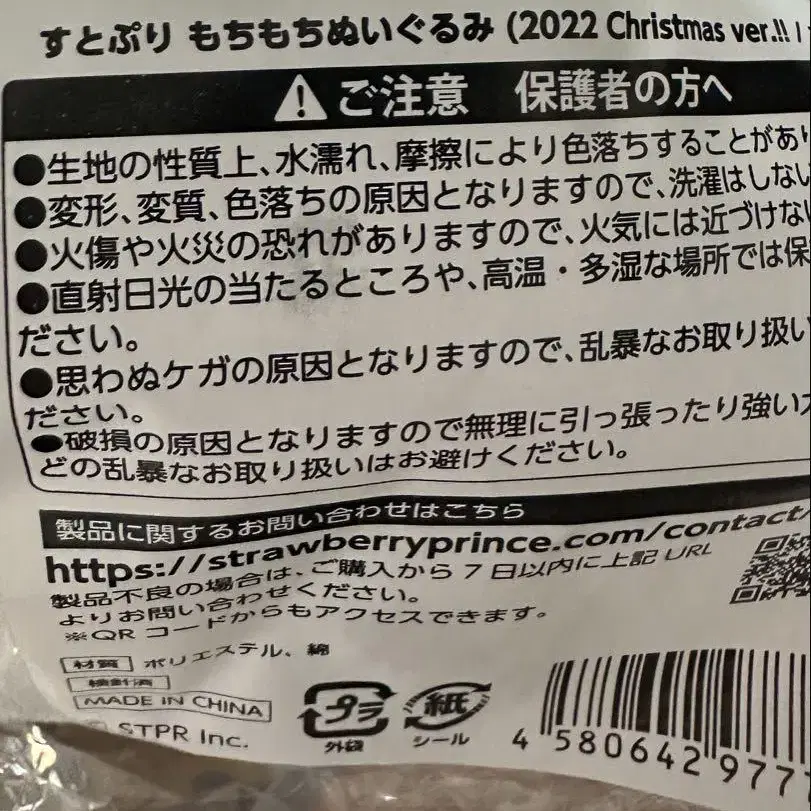 すとぷり もちもちぬいぐるみ (2022 Christmas ver.!!
ご注意 保護者の方へ
●生地の性質上、水濡れ、摩擦により色落ちすることがあり
●変形、変質、色落ちの原因となりますので、洗濯はしない
●火傷や火災の恐れがありますので、火気には近づけない
●直射日光の当たるところや、高温・多湿な場所では保
ださい。
●思わぬケガの原因となりますので、乱暴なお取り扱い
ださい。
●破損の原因となりますので無理に引っ張ったり強い
どの乱暴なお取り扱いはお避けください。
製品に関するお問い合わせはこちら
https://strawberryprince.com/contact
製品不良の場合は、ご購入から7日以内に上記URL
よりお問い合わせください。
※QRコードからもアクセスできます。
材質 ポリエステル、綿
検針済
MADE IN CHINA
STPR Inc.
プラ
外袋
紙
シール
4 580642 977